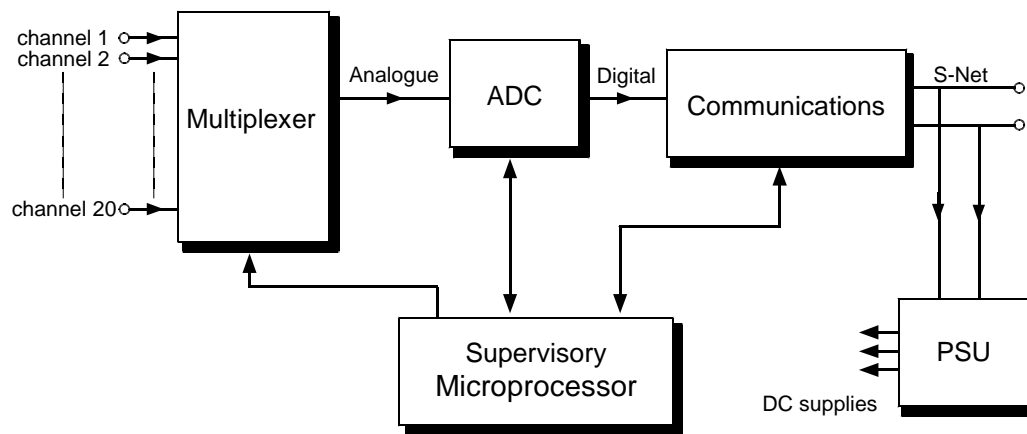 channel 1
channel 2
channel 20
Multiplexer
Analogue
ADC
Digital
Communications
S-Net
Supervisory
Microprocessor
PSU
DC supplies